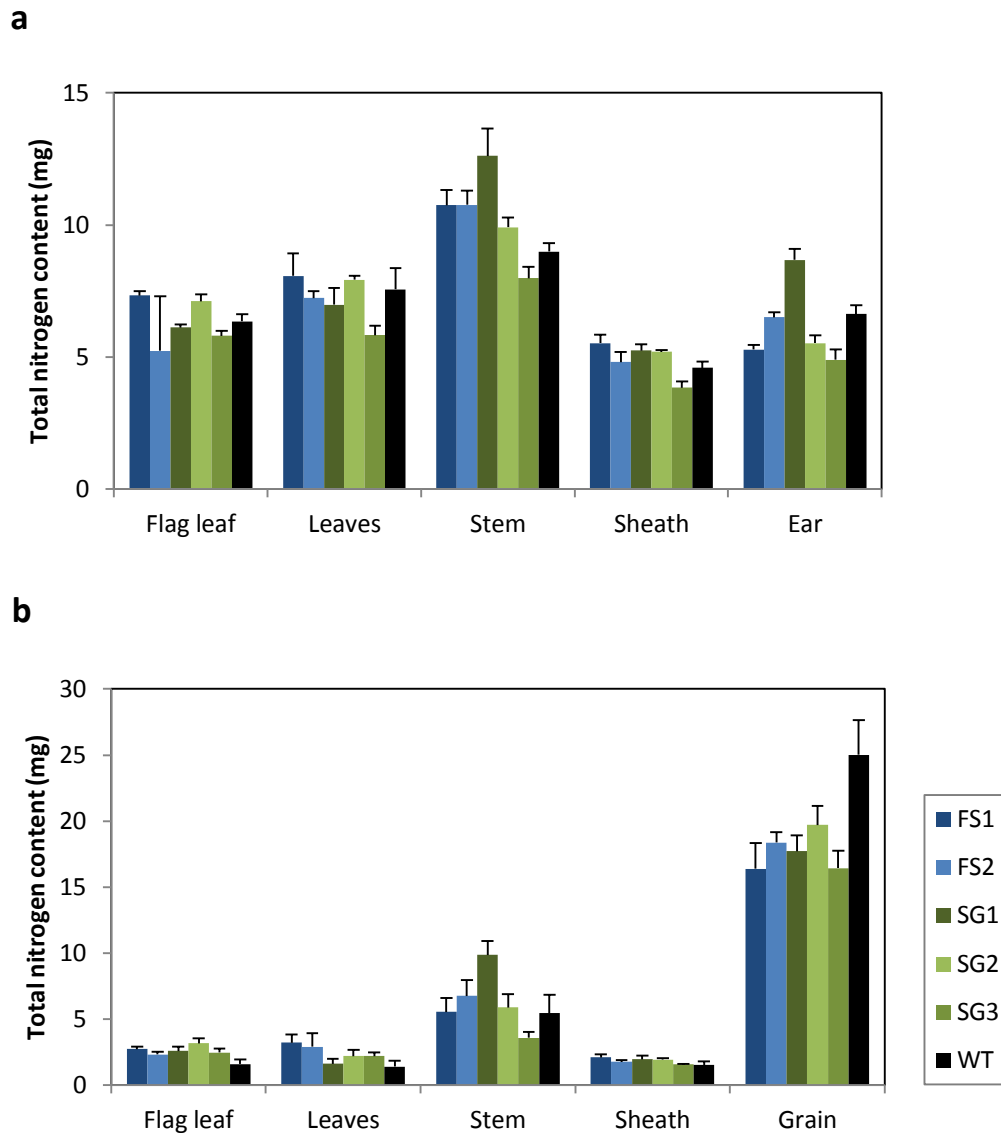 a
Total nitrogen content (mg)
15
10
5
0
Flag leaf Leaves Stem Sheath Ear
b
Total nitrogen content (mg)
30
25
20
15
10
5
0
Flag leaf Leaves Stem Sheath Grain
FS1
FS2
SG1
SG2
SG3
WT